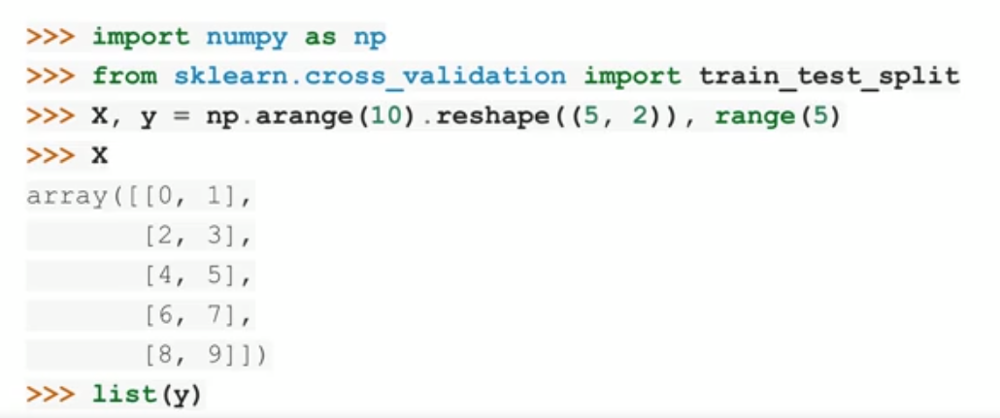 >>> import numpy as np
>>> from sklearn.cross_validation import train_test_split
>>> X, y = np.arange(10).reshape((5, 2)), range(5)
>>> X
array([[0, 1],
       [2, 3],
       [4, 5],
       [6, 7],
       [8, 9]])
>>> list(y)